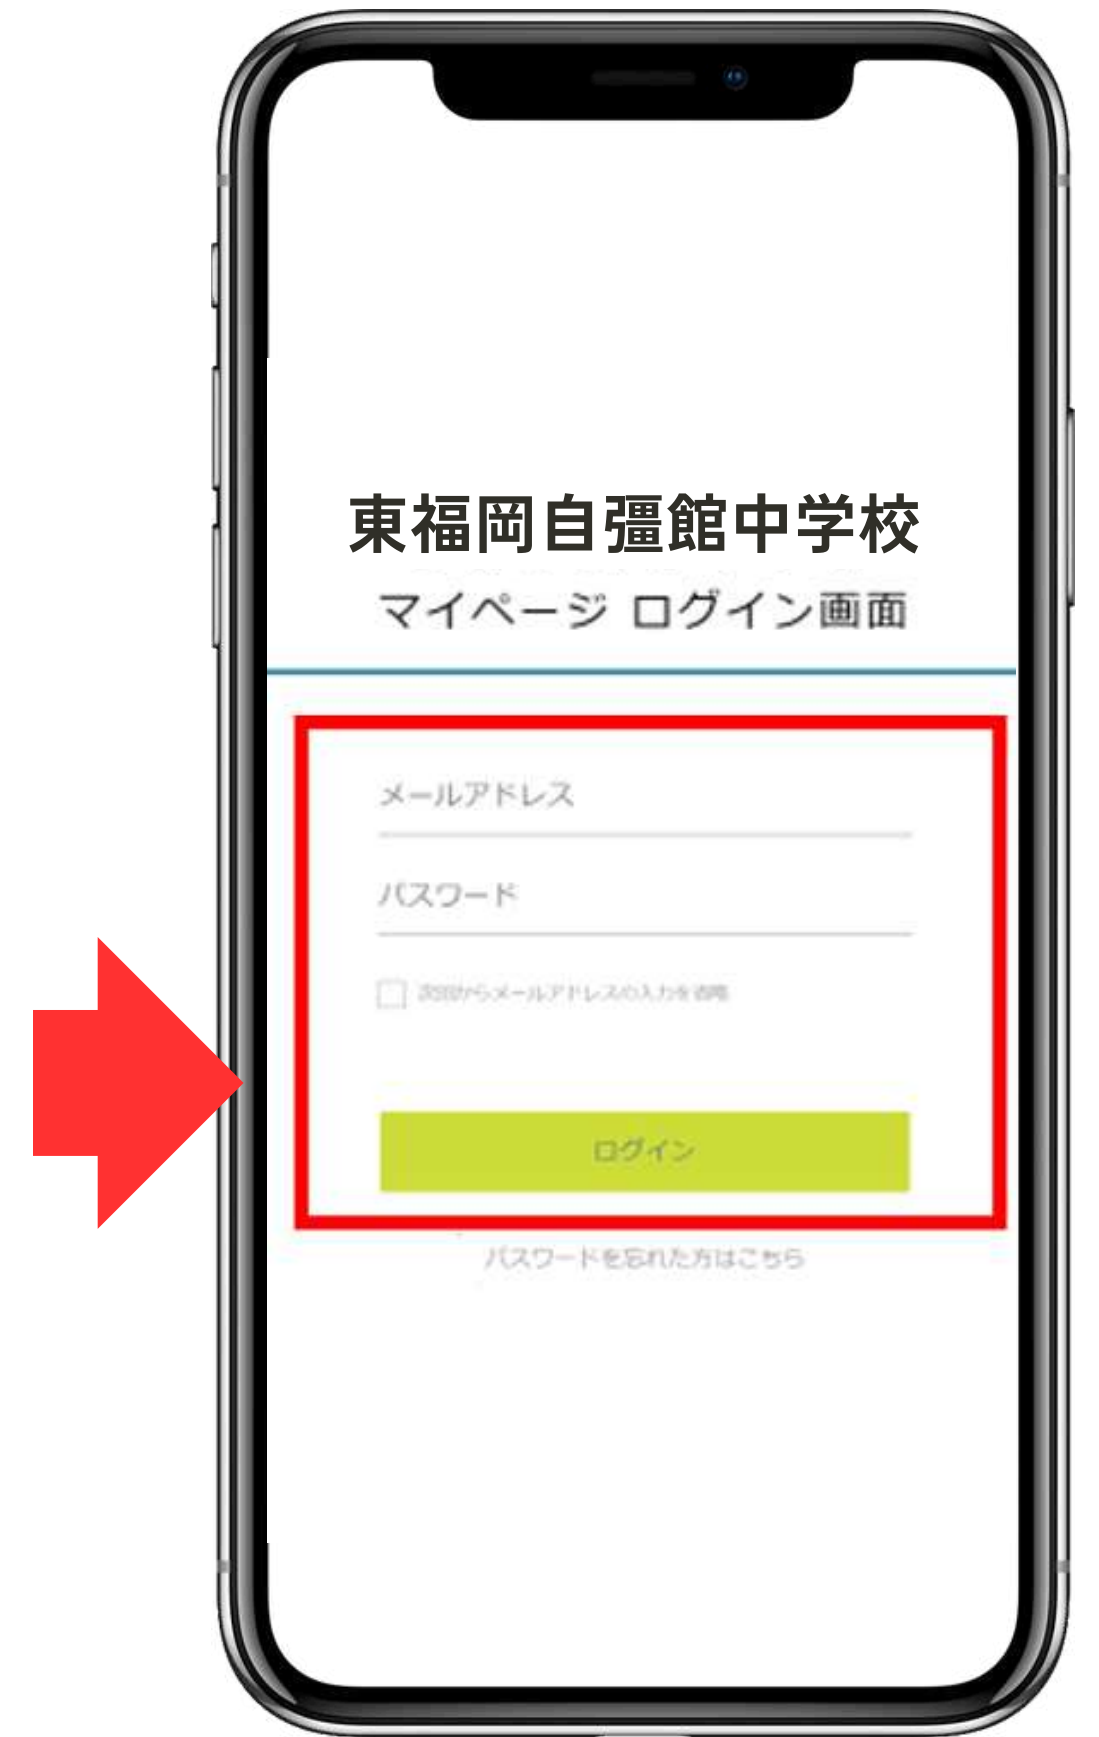 東福岡自彊館中学校
マイページ ログイン画面
メールアドレス
パスワード
次回からメールアドレスの入力を省略
ログイン
パスワードを忘れた方はこちら